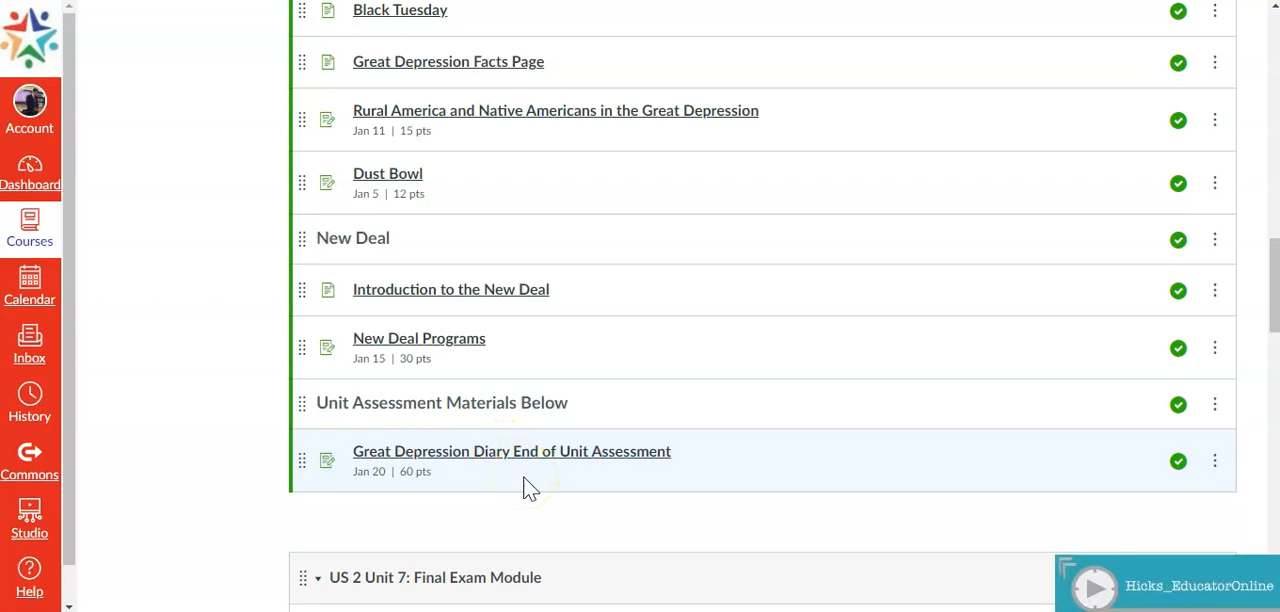 Account
Dashboard
Courses
Calendar
Inbox
History
Commons
Studio
Help
Black Tuesday
Great Depression Facts Page
Rural America and Native Americans in the Great Depression
Jan 11 | 15 pts
Dust Bowl
Jan 5 | 12 pts
New Deal
Introduction to the New Deal
New Deal Programs
Jan 15 | 30 pts
Unit Assessment Materials Below
Great Depression Diary End of Unit Assessment
Jan 20 | 60 pts
US 2 Unit 7: Final Exam Module
Hicks_EducatorOnline